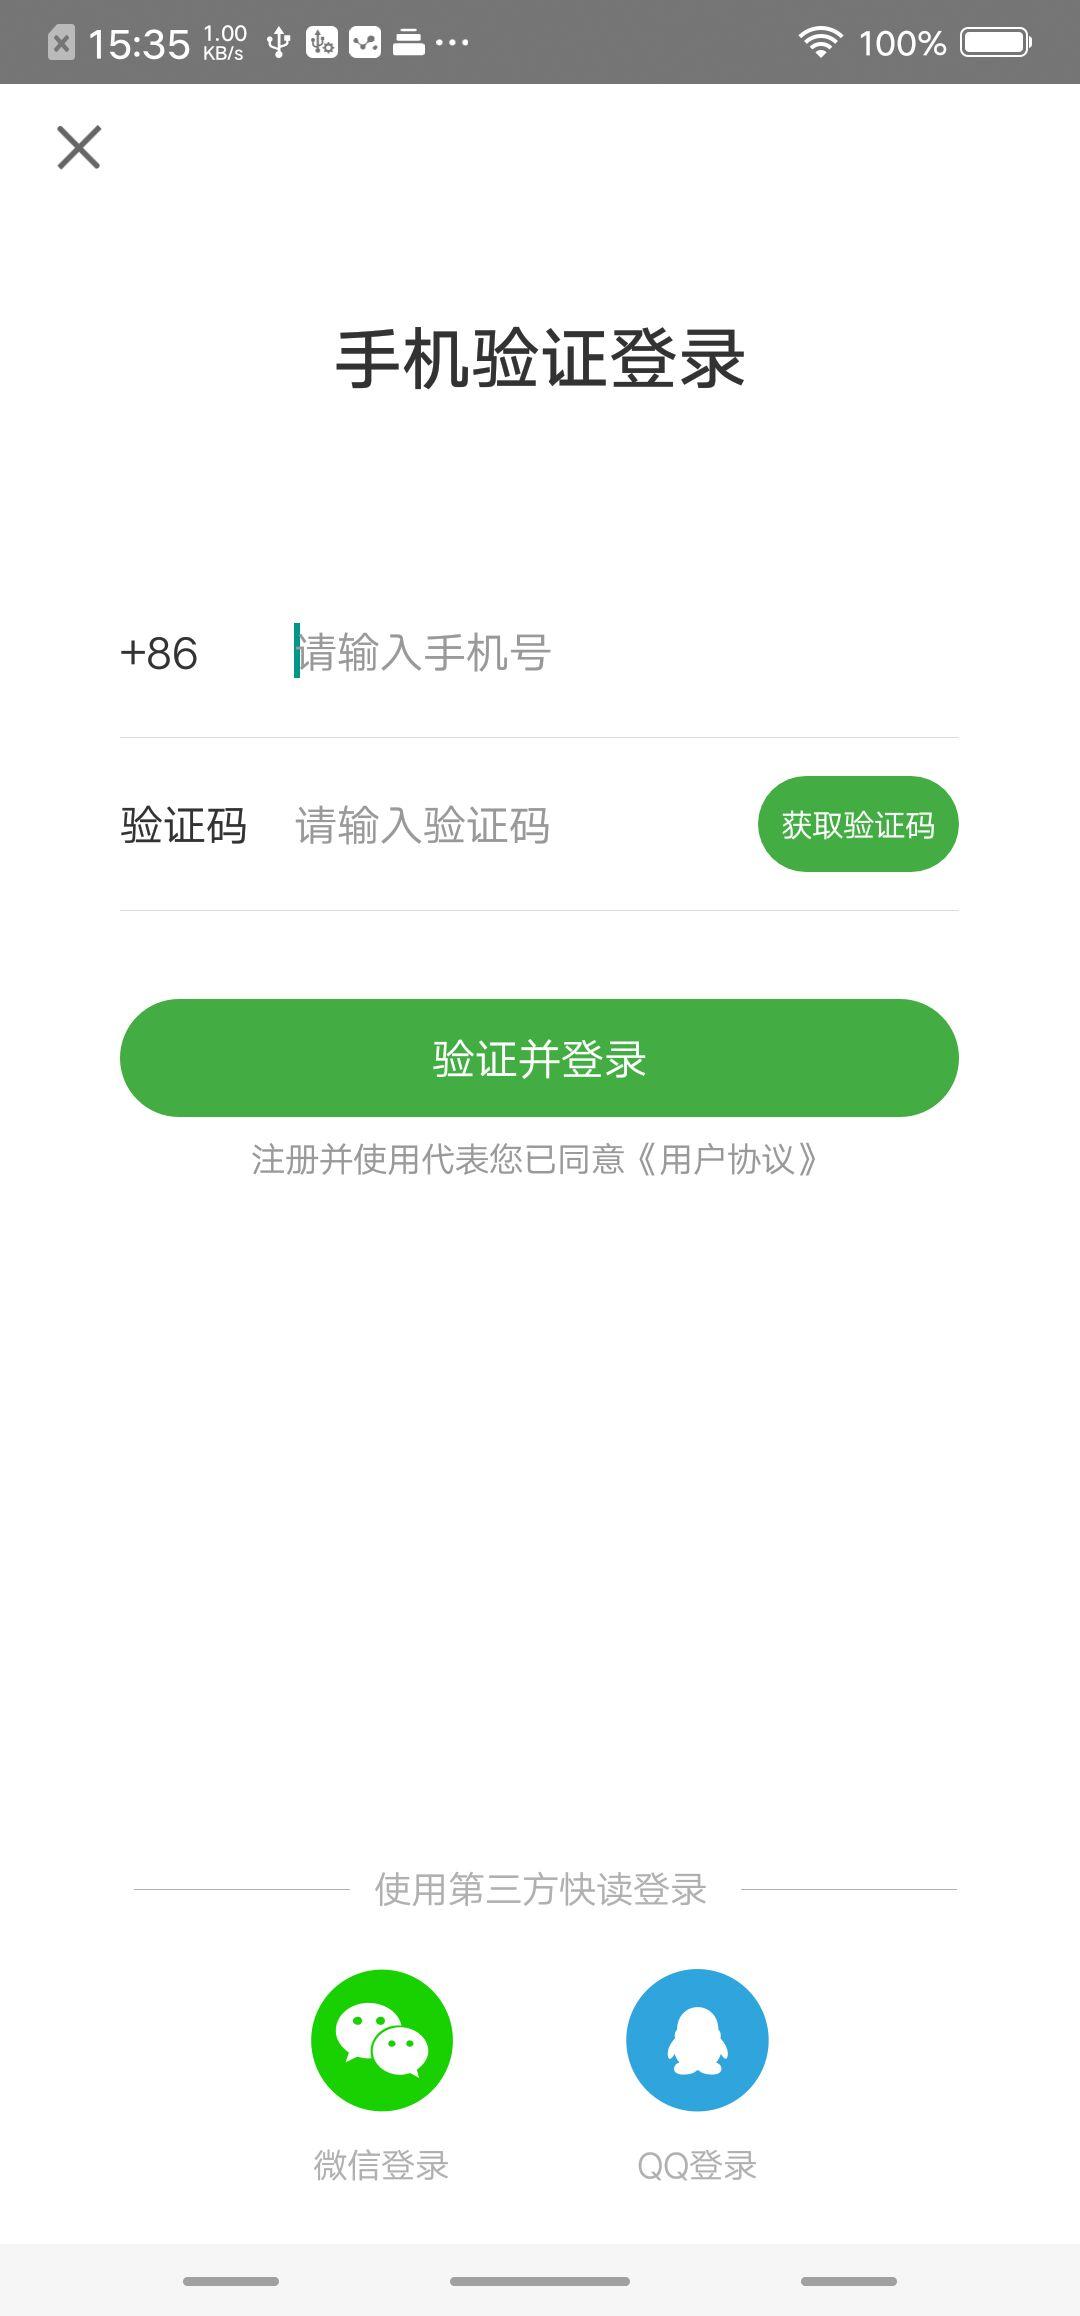 15:35 1.00 KB/s 100%
手机验证登录
+86 请输入手机号
验证码 请输入验证码 获取验证码
验证并登录
注册并使用代表您已同意《用户协议》
使用第三方快读登录
微信登录 QQ登录